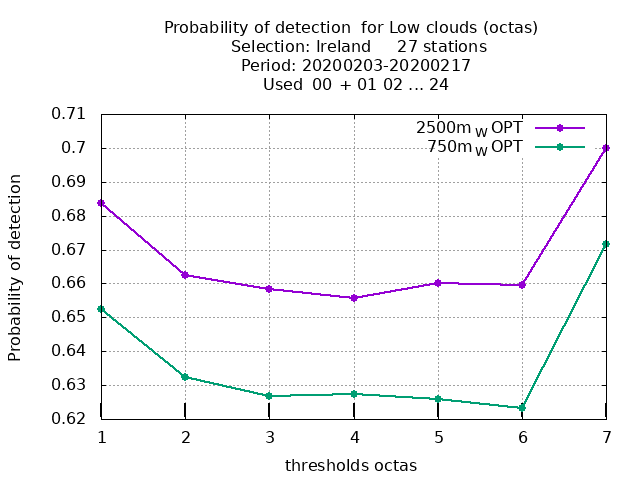 Probability of detection  for Low clouds (octas)
Selection: Ireland     27 stations
Period: 20200203-20200217
Used  00  + 01 02 ... 24
2500m W OPT
750m W OPT
0.71
0.7
0.69
0.68
0.67
0.66
0.65
0.64
0.63
0.62
Probability of detection
1 2 3 4 5 6 7
thresholds octas